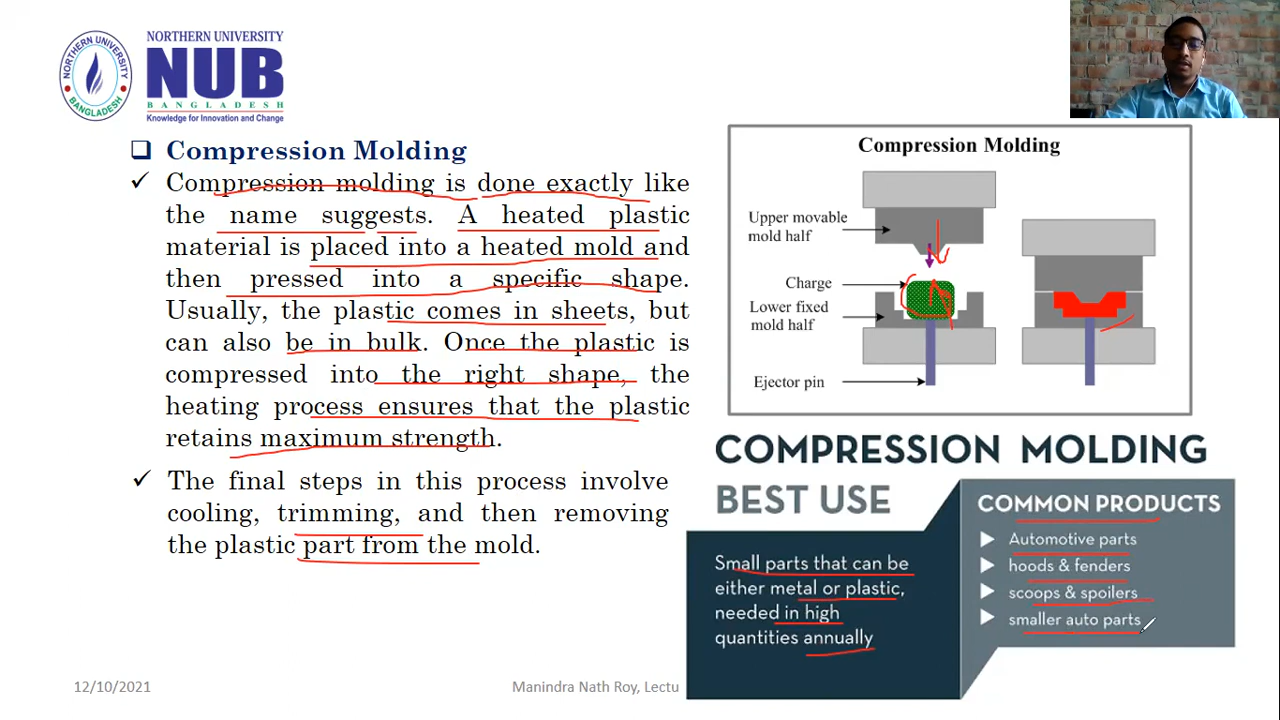 NORTHERN UNIVERSITY
BANGLADESH
NORTHERN UNIVERSITY
NUB
BANGLADESH
Knowledge for Innovation and Change
Compression Molding
Compression molding is done exactly like
the name suggests. A heated plastic
material is placed into a heated mold and
then pressed into a specific shape.
Usually, the plastic comes in sheets, but
can also be in bulk. Once the plastic is
compressed into the right shape, the
heating process ensures that the plastic
retains maximum strength.
The final steps in this process involve
cooling, trimming, and then removing
the plastic part from the mold.
Compression Molding
Upper movable
mold half
Charge
Lower fixed
mold half
Ejector pin
COMPRESSION MOLDING
BEST USE
Small parts that can be
either metal or plastic,
needed in high
quantities annually
COMMON PRODUCTS
Automotive parts
hoods & fenders
scoops & spoilers
smaller auto parts
12/10/2021
Manindra Nath Roy, Lectu